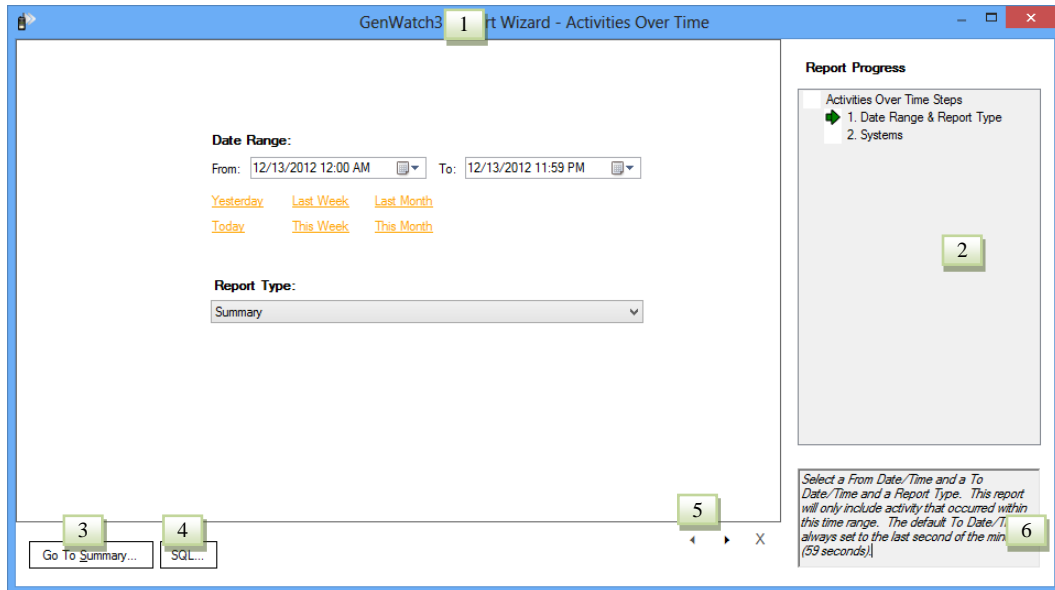 GenWatch3 rt Wizard - Activities Over Time
1
Report Progress
Activities Over Time Steps
1. Date Range & Report Type
2. Systems
2
Date Range:
From: 12/13/2012 12:00 AM To: 12/13/2012 11:59 PM
Yesterday Last Week Last Month
Today This Week This Month
Report Type:
Summary
Select a From Date/Time and a To
Date/Time and a Report Type. This report
will only include activity that occurred within
this time range. The default To Date/
always set to the last second of the
(59 seconds).
6
3
Go To Summary...
4
SQL...
5
X